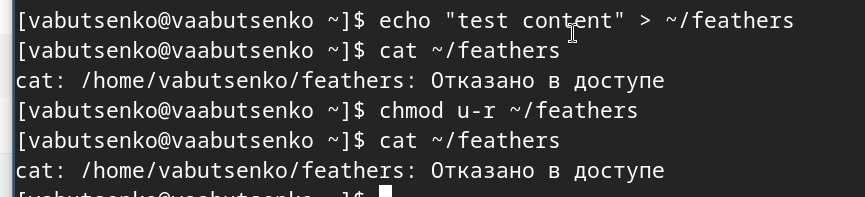 [vabutsenko@vaabutsenko ~]$ echo "test content" > ~/feathers
[vabutsenko@vaabutsenko ~]$ cat ~/feathers
cat: /home/vabutsenko/feathers: Отказано в доступе
[vabutsenko@vaabutsenko ~]$ chmod u-r ~/feathers
[vabutsenko@vaabutsenko ~]$ cat ~/feathers
cat: /home/vabutsenko/feathers: Отказано в доступе
[vabutsenko@vaabutsenko ~]$